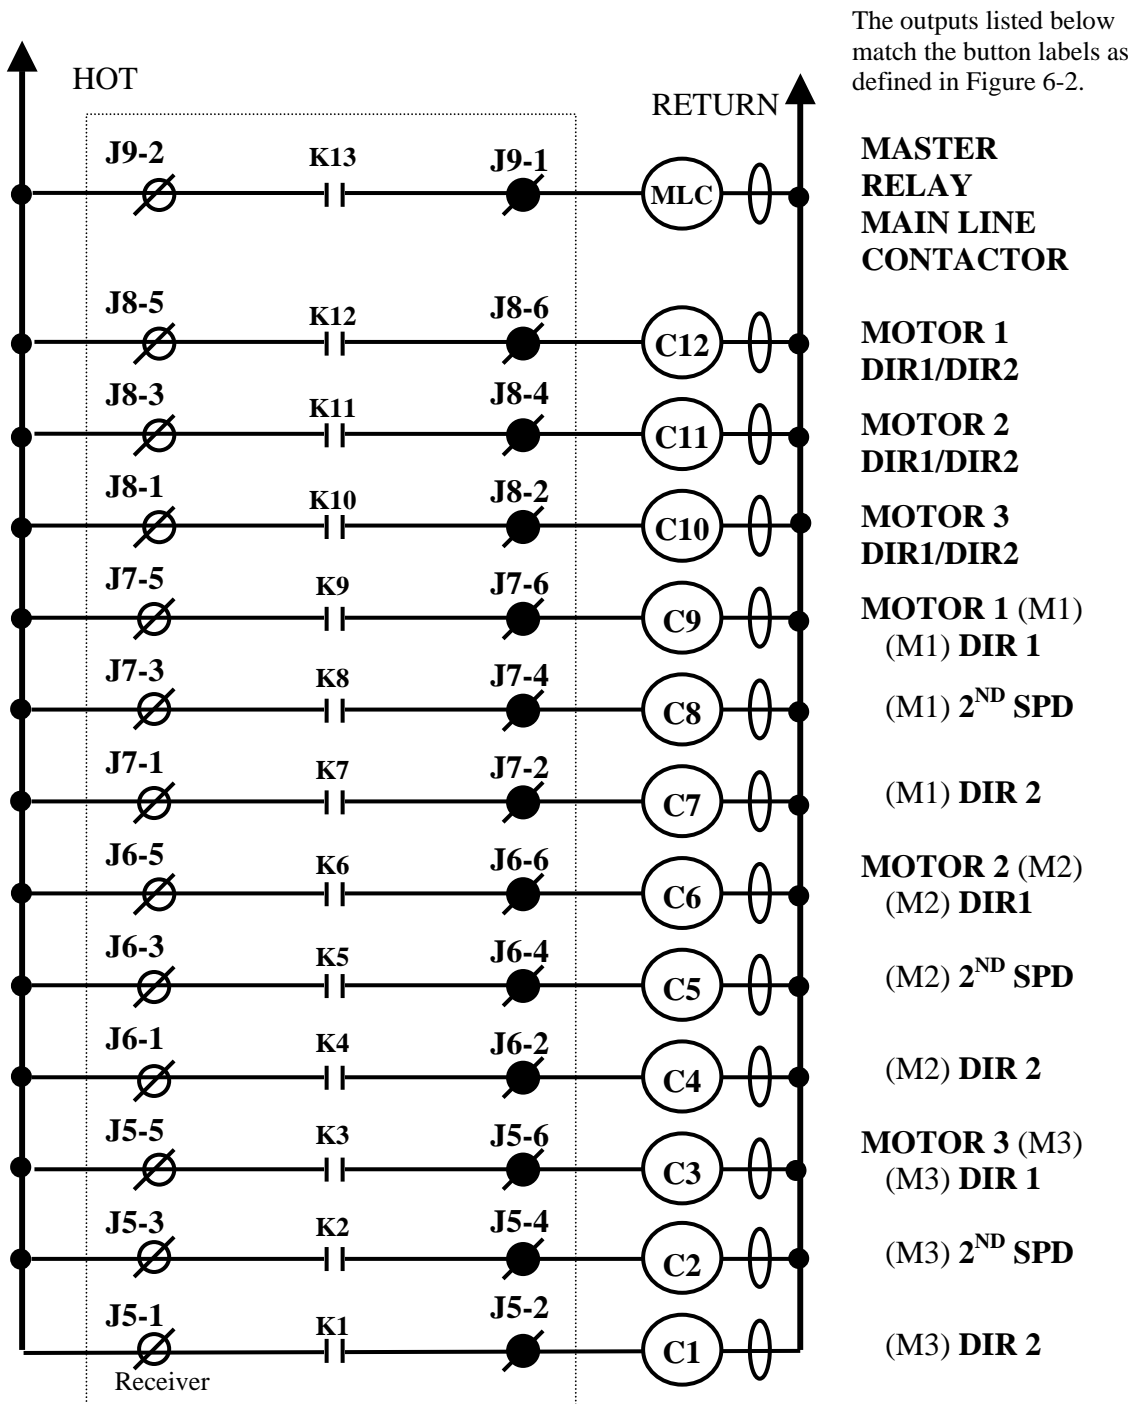 The outputs listed below
match the button labels as
defined in Figure 6-2.
HOT
RETURN
J9-2 K13 J9-1 MLC
MASTER
RELAY
MAIN LINE
CONTACTOR
J8-5 K12 J8-6 C12
MOTOR 1
DIR1/DIR2
J8-3 K11 J8-4 C11
MOTOR 2
DIR1/DIR2
J8-1 K10 J8-2 C10
MOTOR 3
DIR1/DIR2
J7-5 K9 J7-6 C9
MOTOR 1 (M1)
(M1) DIR 1
J7-3 K8 J7-4 C8 (M1) 2ND SPD
J7-1 K7 J7-2 C7 (M1) DIR 2
J6-5 K6 J6-6 C6
MOTOR 2 (M2)
(M2) DIR1
J6-3 K5 J6-4 C5 (M2) 2ND SPD
J6-1 K4 J6-2 C4 (M2) DIR 2
J5-5 K3 J5-6 C3
MOTOR 3 (M3)
(M3) DIR 1
J5-3 K2 J5-4 C2 (M3) 2ND SPD
J5-1 K1 J5-2 C1 (M3) DIR 2
Receiver